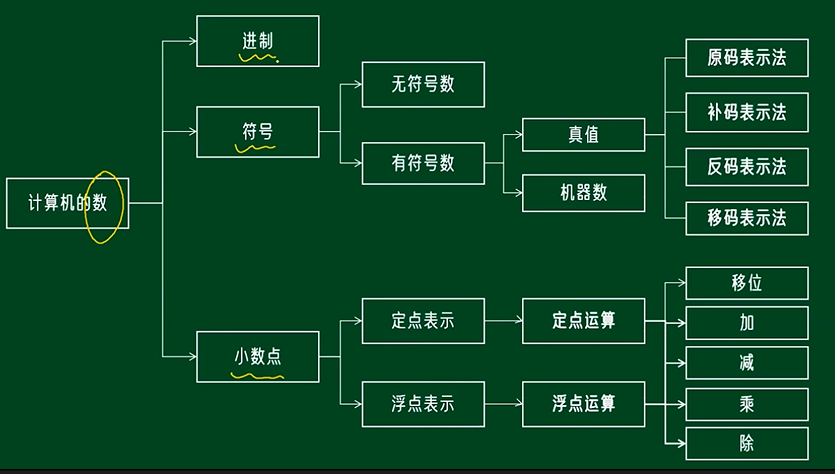 计算机的数
进制
符号
小数点
无符号数
有符号数
真值
机器数
原码表示法
补码表示法
反码表示法
移码表示法
定点表示
定点运算
浮点表示
浮点运算
移位
加
减
乘
除